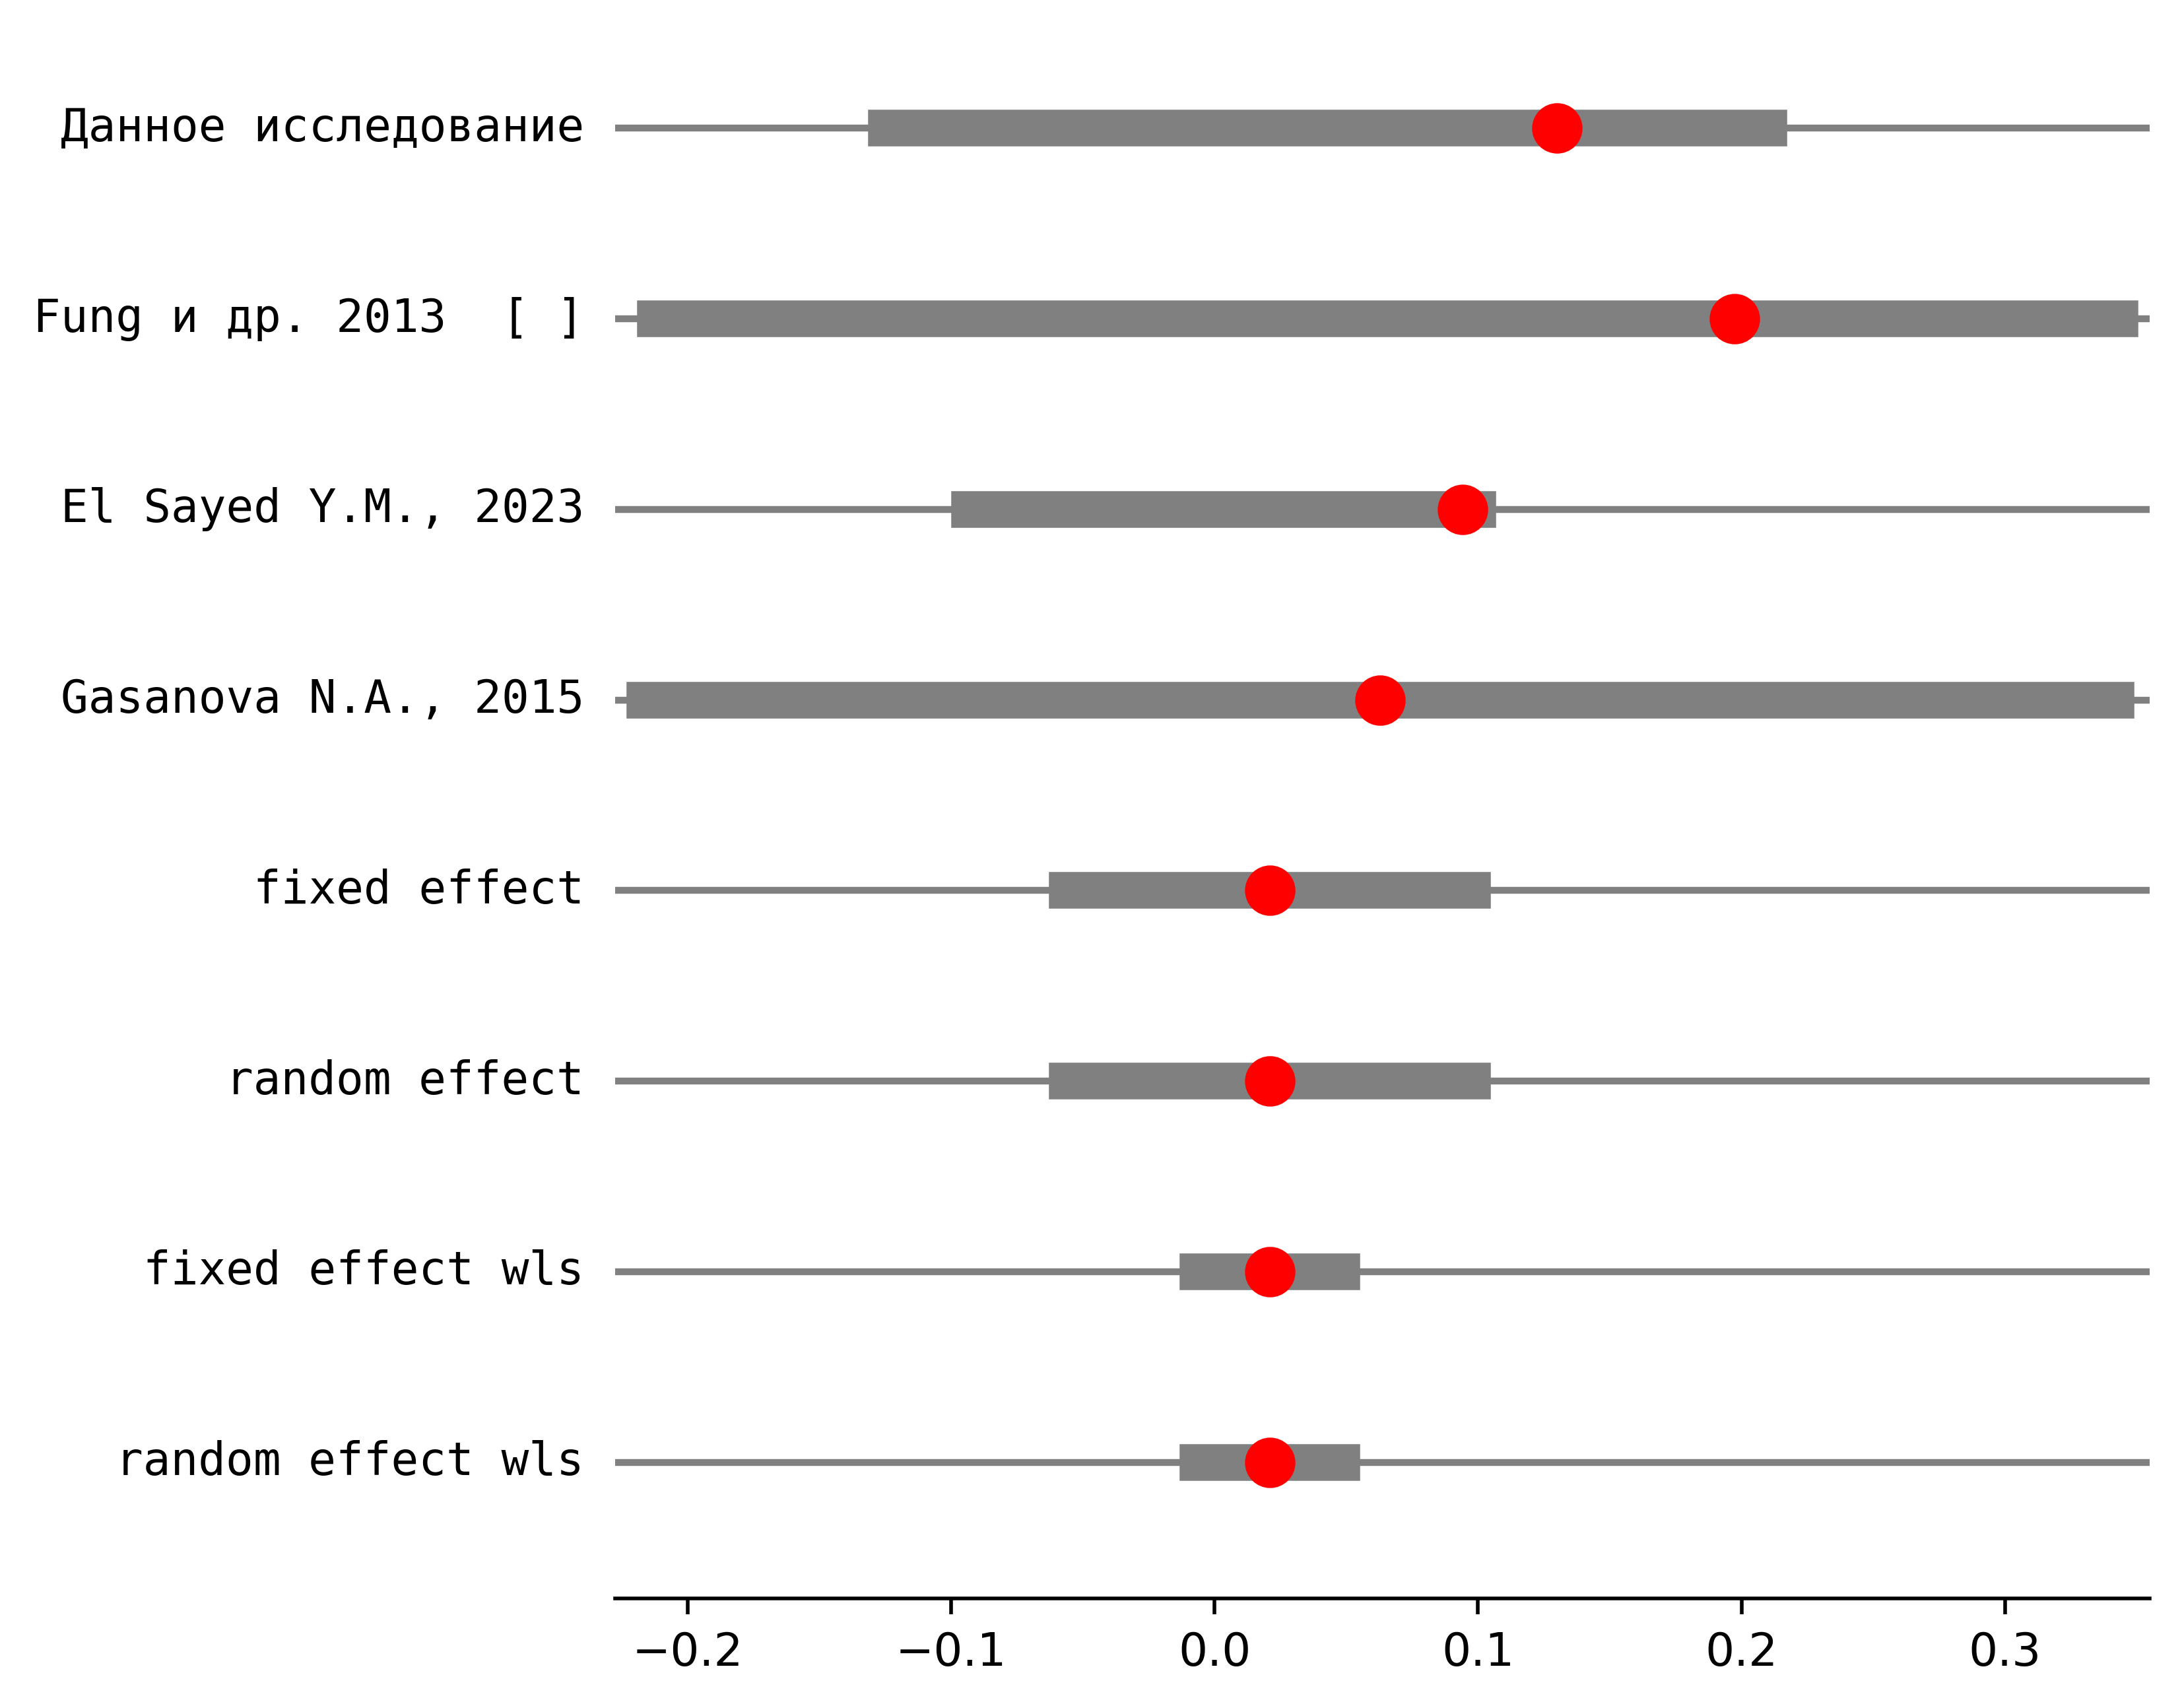 Данное исследование
Fung и др. 2013  [ ]
El Sayed Y.M., 2023
Gasanova N.A., 2015
fixed effect
random effect
fixed effect wls
random effect wls
−0.2 −0.1 0.0 0.1 0.2 0.3